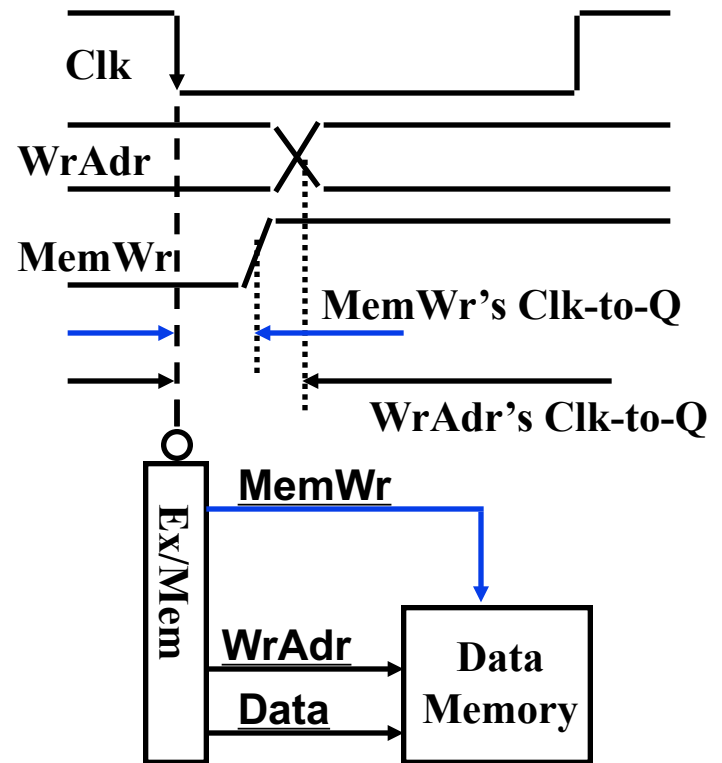 Clk
WrAdr
MemWr
MemWr's Clk-to-Q
WrAdr's Clk-to-Q
Ex/Mem
MemWr
WrAdr
Data
Data
Memory